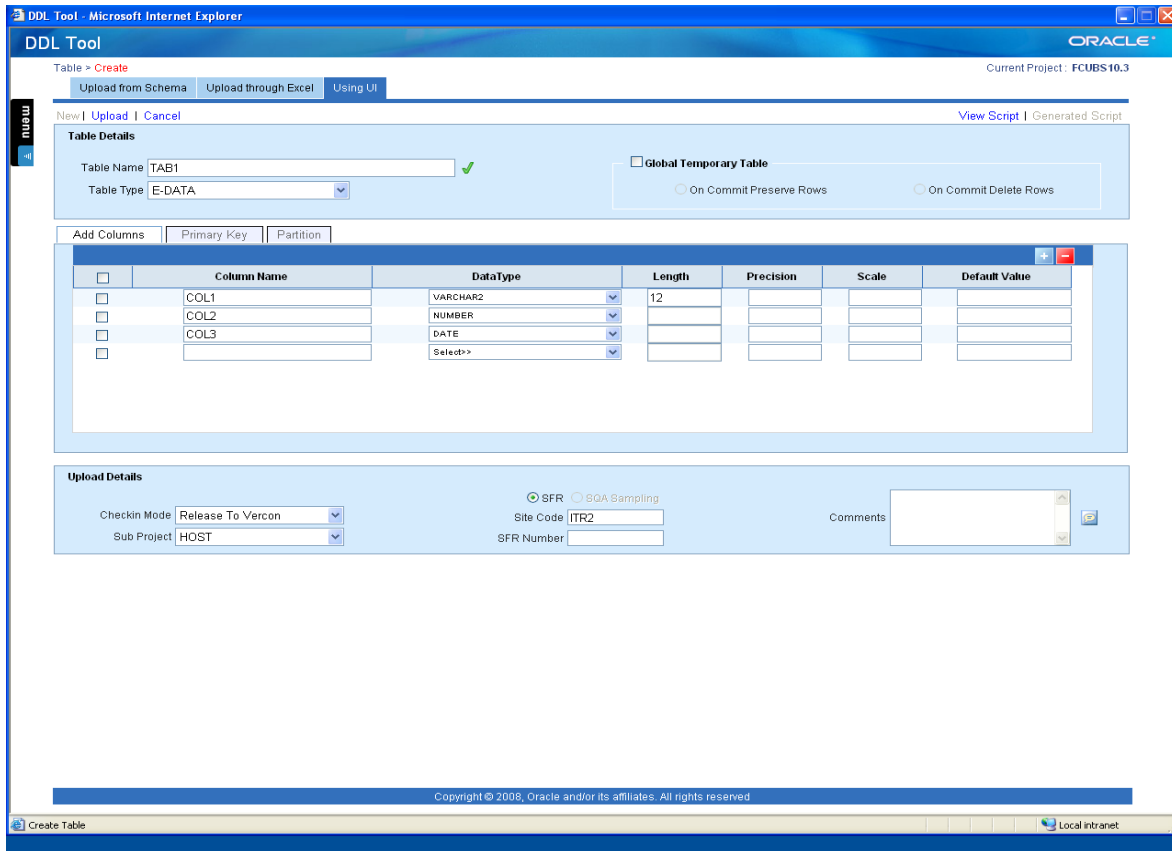 DDL Tool - Microsoft Internet Explorer
DDL Tool
ORACLE
Table > Create
Current Project : FCUBS10.3
Upload from Schema Upload through Excel Using UI
menu
New | Upload | Cancel
View Script | Generated Script
Table Details
Table Name TAB1
Global Temporary Table
Table Type E-DATA
On Commit Preserve Rows On Commit Delete Rows
Add Columns Primary Key Partition
Column Name DataType Length Precision Scale Default Value
COL1 VARCHAR2 12
COL2 NUMBER
COL3 DATE
Select>>
Upload Details
SFR SQA Sampling
Checkin Mode Release To Vercon
Site Code ITR2
Comments
Sub Project HOST
SFR Number
Copyright © 2008, Oracle and/or its affiliates. All rights reserved
Create Table
Local intranet